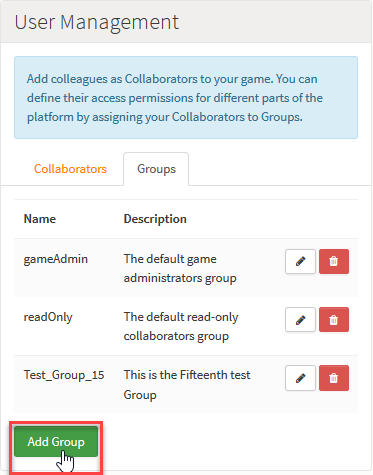 User Management
Add colleagues as Collaborators to your game. You can
define their access permissions for different parts of the
platform by assigning your Collaborators to Groups.
Collaborators Groups
Name Description
gameAdmin The default game
administrators group
readOnly The default read-only
collaborators group
Test_Group_15 This is the Fifteenth test
Group
Add Group